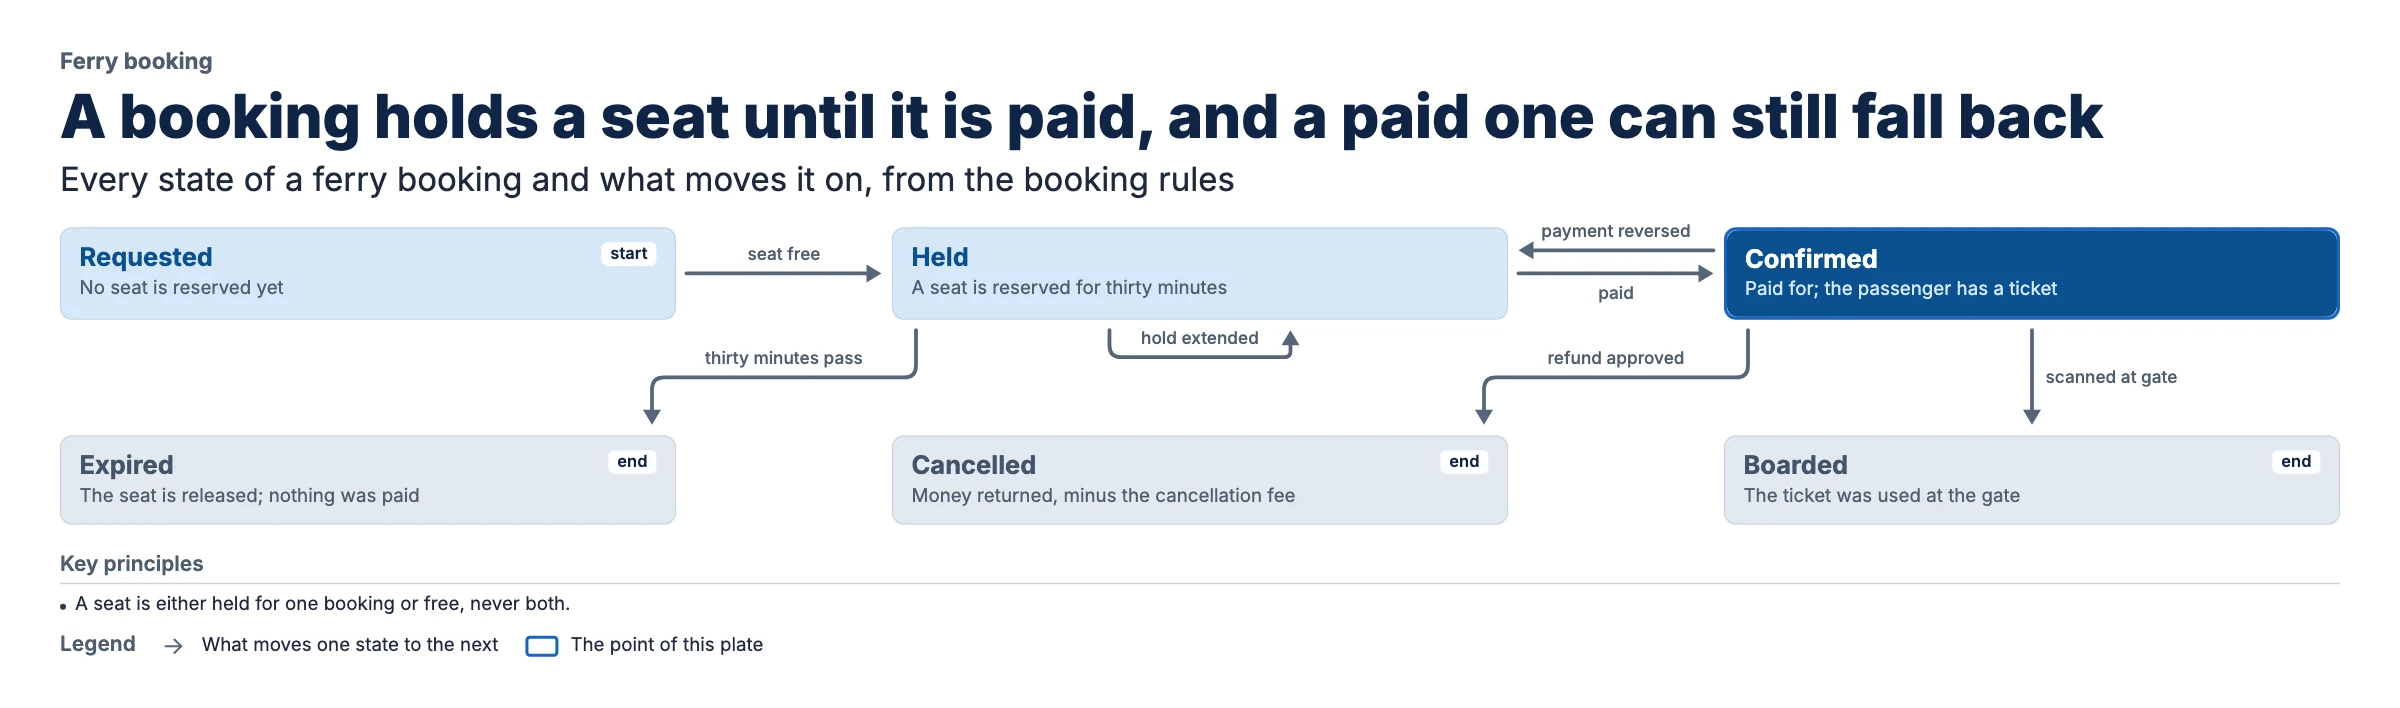 Ferry booking
A booking holds a seat until it is paid, and a paid one can still fall back
Every state of a ferry booking and what moves it on, from the booking rules
Requested
start
No seat is reserved yet
seat free
Held
A seat is reserved for thirty minutes
payment reversed
paid
Confirmed
Paid for; the passenger has a ticket
thirty minutes pass
hold extended
refund approved
scanned at gate
Expired
end
The seat is released; nothing was paid
Cancelled
end
Money returned, minus the cancellation fee
Boarded
end
The ticket was used at the gate
Key principles
• A seat is either held for one booking or free, never both.
Legend → What moves one state to the next The point of this plate